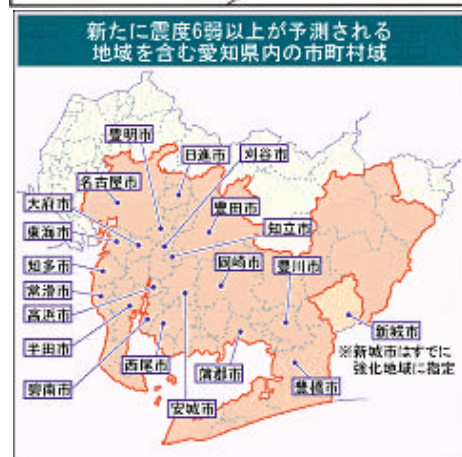 新たに震度6弱以上が予測される
地域を含む愛知県内の市町村域
豊明市
日進市
刈谷市
名古屋市
大府市
豊田市
東海市
知立市
知多市
岡崎市
豊川市
常滑市
高浜市
新城市
半田市
※新城市はすでに
強化地域に指定
西尾市
蒲郡市
碧南市
安城市
豊橋市